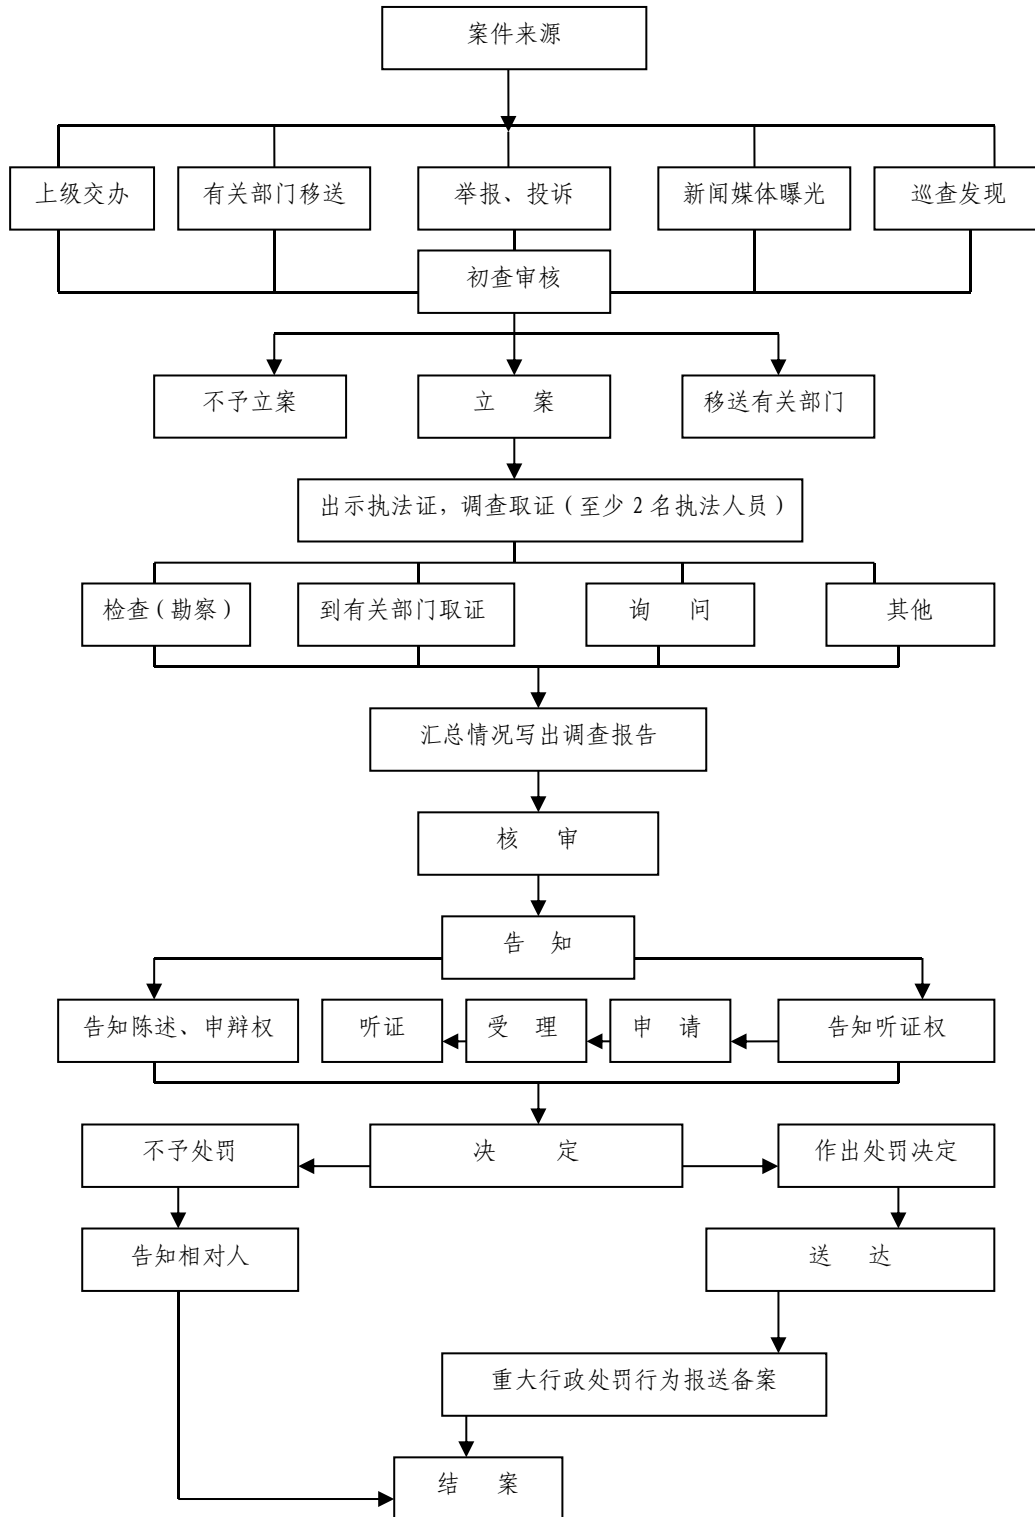 案件来源
上级交办
有关部门移送
举报、投诉
新闻媒体曝光
巡查发现
初查审核
不予立案
立 案
移送有关部门
出示执法证，调查取证（至少 2 名执法人员）
检查（勘察）
到有关部门取证
询 问
其他
汇总情况写出调查报告
核 审
告 知
告知陈述、申辩权
听证
受 理
申 请
告知听证权
不予处罚
决 定
作出处罚决定
告知相对人
送 达
重大行政处罚行为报送备案
结 案